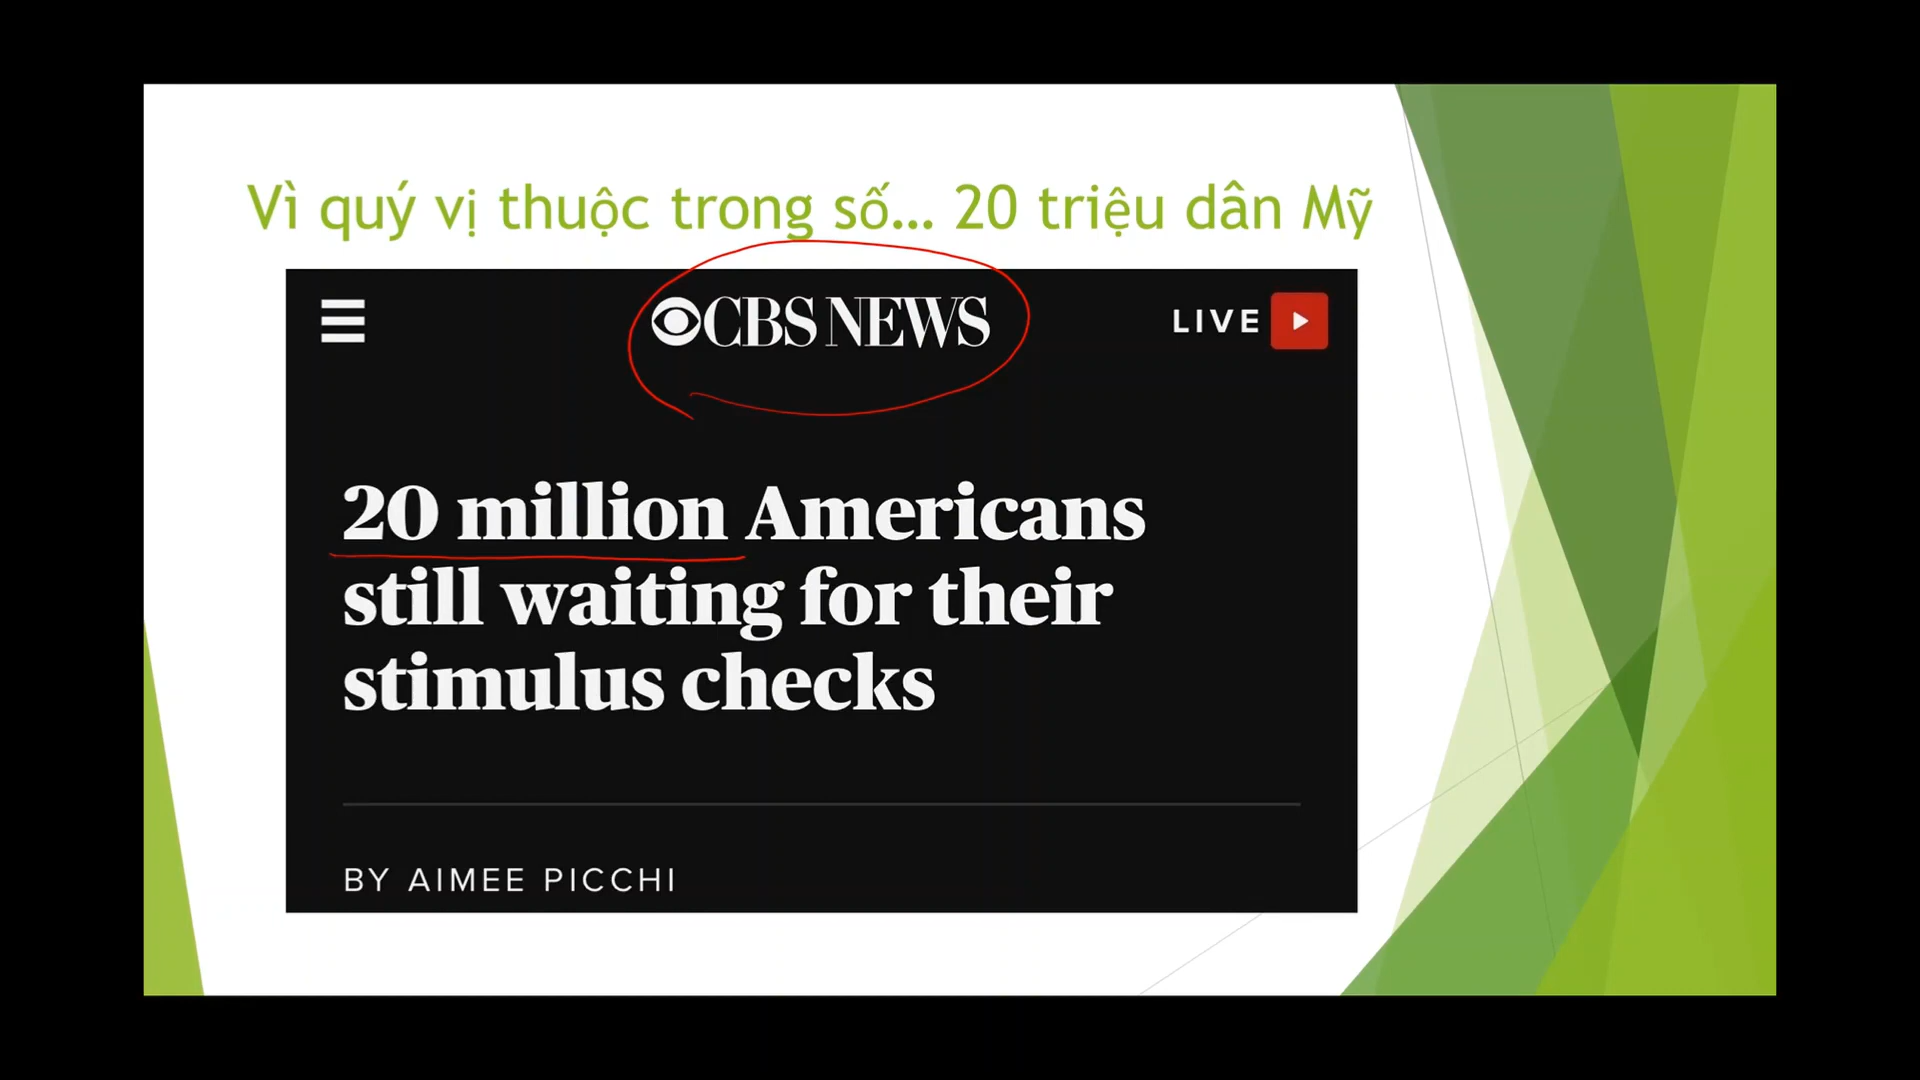 Vì quý vị thuộc trong số... 20 triệu dân Mỹ
CBS NEWS
LIVE
20 million Americans
still waiting for their
stimulus checks
BY AIMEE PICCHI